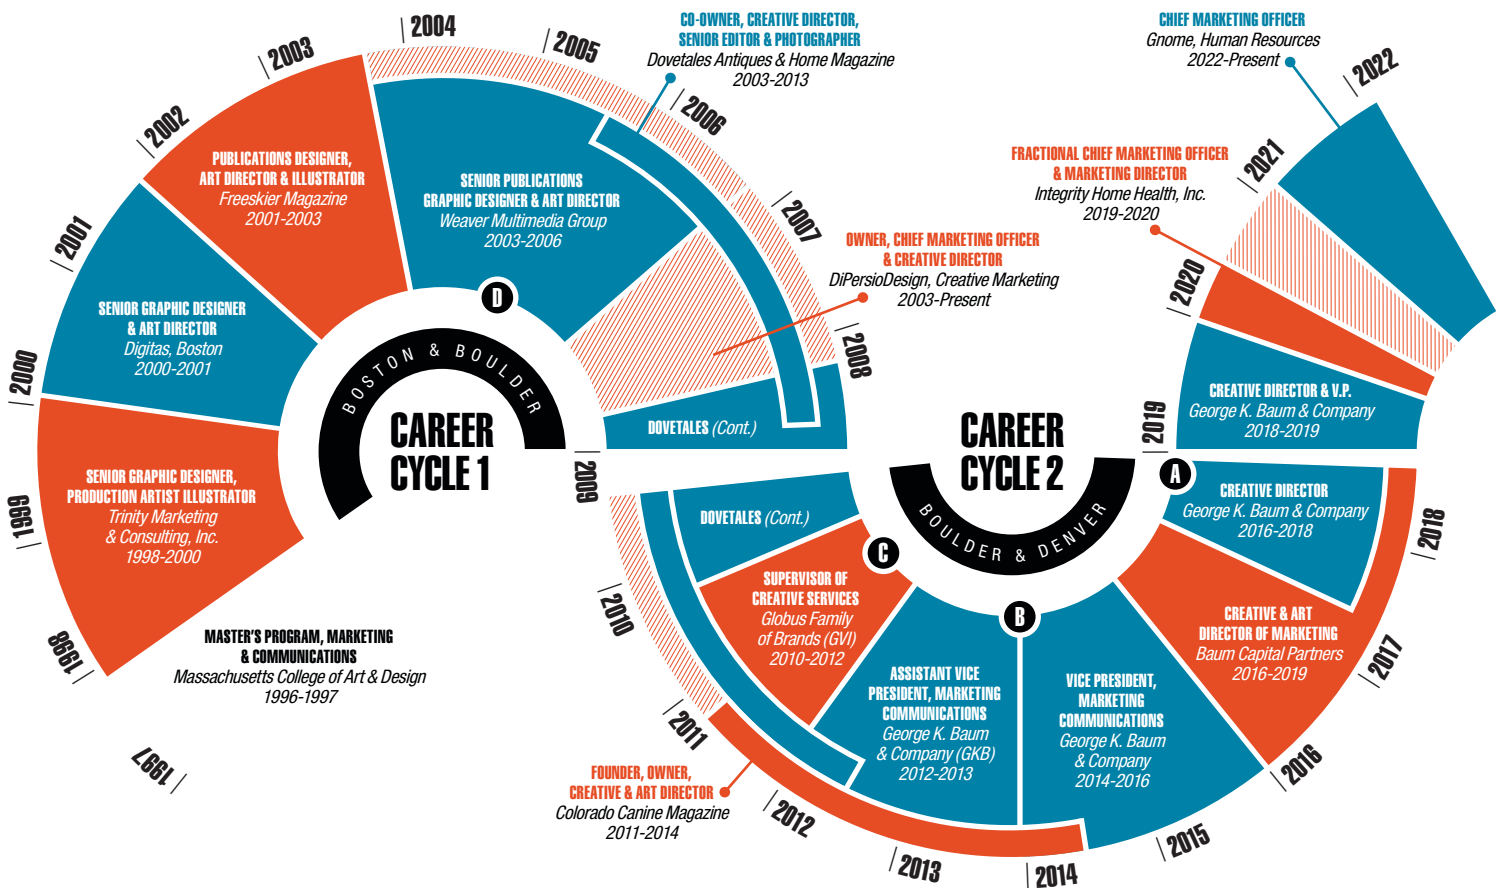 2004
2005
2003
2002
2001
2000
1999
1998
1997
2006
2007
2008
2009
CO-OWNER, CREATIVE DIRECTOR,
SENIOR EDITOR & PHOTOGRAPHER
Dovetales Antiques & Home Magazine
2003-2013
PUBLICATIONS DESIGNER,
ART DIRECTOR & ILLUSTRATOR
Freeskier Magazine
2001-2003
SENIOR PUBLICATIONS
GRAPHIC DESIGNER & ART DIRECTOR
Weaver Multimedia Group
2003-2006
SENIOR GRAPHIC DESIGNER
& ART DIRECTOR
Digitas, Boston
2000-2001
OWNER, CHIEF MARKETING OFFICER
& CREATIVE DIRECTOR
DiPersioDesign, Creative Marketing
2003-Present
D
BOSTON & BOULDER
CAREER
CYCLE 1
DOVETALES (Cont.)
SENIOR GRAPHIC DESIGNER,
PRODUCTION ARTIST ILLUSTRATOR
Trinity Marketing
& Consulting, Inc.
1998-2000
MASTER'S PROGRAM, MARKETING
& COMMUNICATIONS
Massachusetts College of Art & Design
1996-1997
CHIEF MARKETING OFFICER
Gnome, Human Resources
2022-Present
2022
2021
2020
2019
FRACTIONAL CHIEF MARKETING OFFICER
& MARKETING DIRECTOR
Integrity Home Health, Inc.
2019-2020
CREATIVE DIRECTOR & V.P.
George K. Baum & Company
2018-2019
CAREER
CYCLE 2
BOULDER & DENVER
A
CREATIVE DIRECTOR
George K. Baum & Company
2016-2018
2018
DOVETALES (Cont.)
C
SUPERVISOR OF
CREATIVE SERVICES
Globus Family
of Brands (GVI)
2010-2012
B
CREATIVE & ART
DIRECTOR OF MARKETING
Baum Capital Partners
2016-2019
ASSISTANT VICE
PRESIDENT, MARKETING
COMMUNICATIONS
George K. Baum
& Company (GKB)
2012-2013
VICE PRESIDENT,
MARKETING
COMMUNICATIONS
George K. Baum
& Company
2014-2016
2010
2011
2017
2016
FOUNDER, OWNER,
CREATIVE & ART DIRECTOR
Colorado Canine Magazine
2011-2014
2012
2013
2014
2015